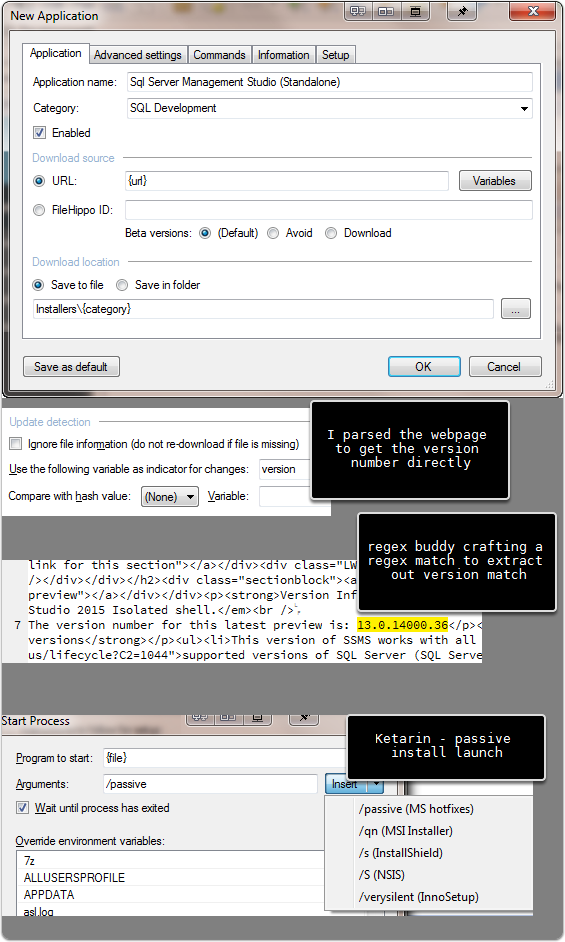 New Application
Application Advanced settings Commands Information Setup
Application name: Sql Server Management Studio (Standalone)
Category: SQL Development
Enabled
Download source
URL: {url} Variables
FileHippo ID:
Beta versions: (Default) Avoid Download
Download location
Save to file Save in folder
Installers\{category} ...
Save as default OK Cancel
Update detection
Ignore file information (do not re-download if file is missing)
Use the following variable as indicator for changes: version
Compare with hash value: (None) Variable:
I parsed the webpage
to get the version
number directly
regex buddy crafting a
regex match to extract
out version match
link for this section"></a></div><div class="LW
/></div></div></h2><div class="sectionblock"><a
preview"></a></div></div><p><strong>Version Inf
Studio 2015 Isolated shell.</em><br />
7 The version number for this latest preview is: 13.0.14000.36</p><
versions</strong></p><ul><li>This version of SSMS works with all
us/lifecycle?C2=1044">supported versions of SQL Server (SQL Serve
Start Process
Ketarin - passive
install launch
Program to start: {file}
Arguments: /passive Insert
Wait until process has exited
/passive (MS hotfixes)
/qn (MSI Installer)
/s (InstallShield)
/S (NSIS)
/verysilent (InnoSetup)
Override environment variables:
7z
ALLUSERSPROFILE
APPDATA
asl.log